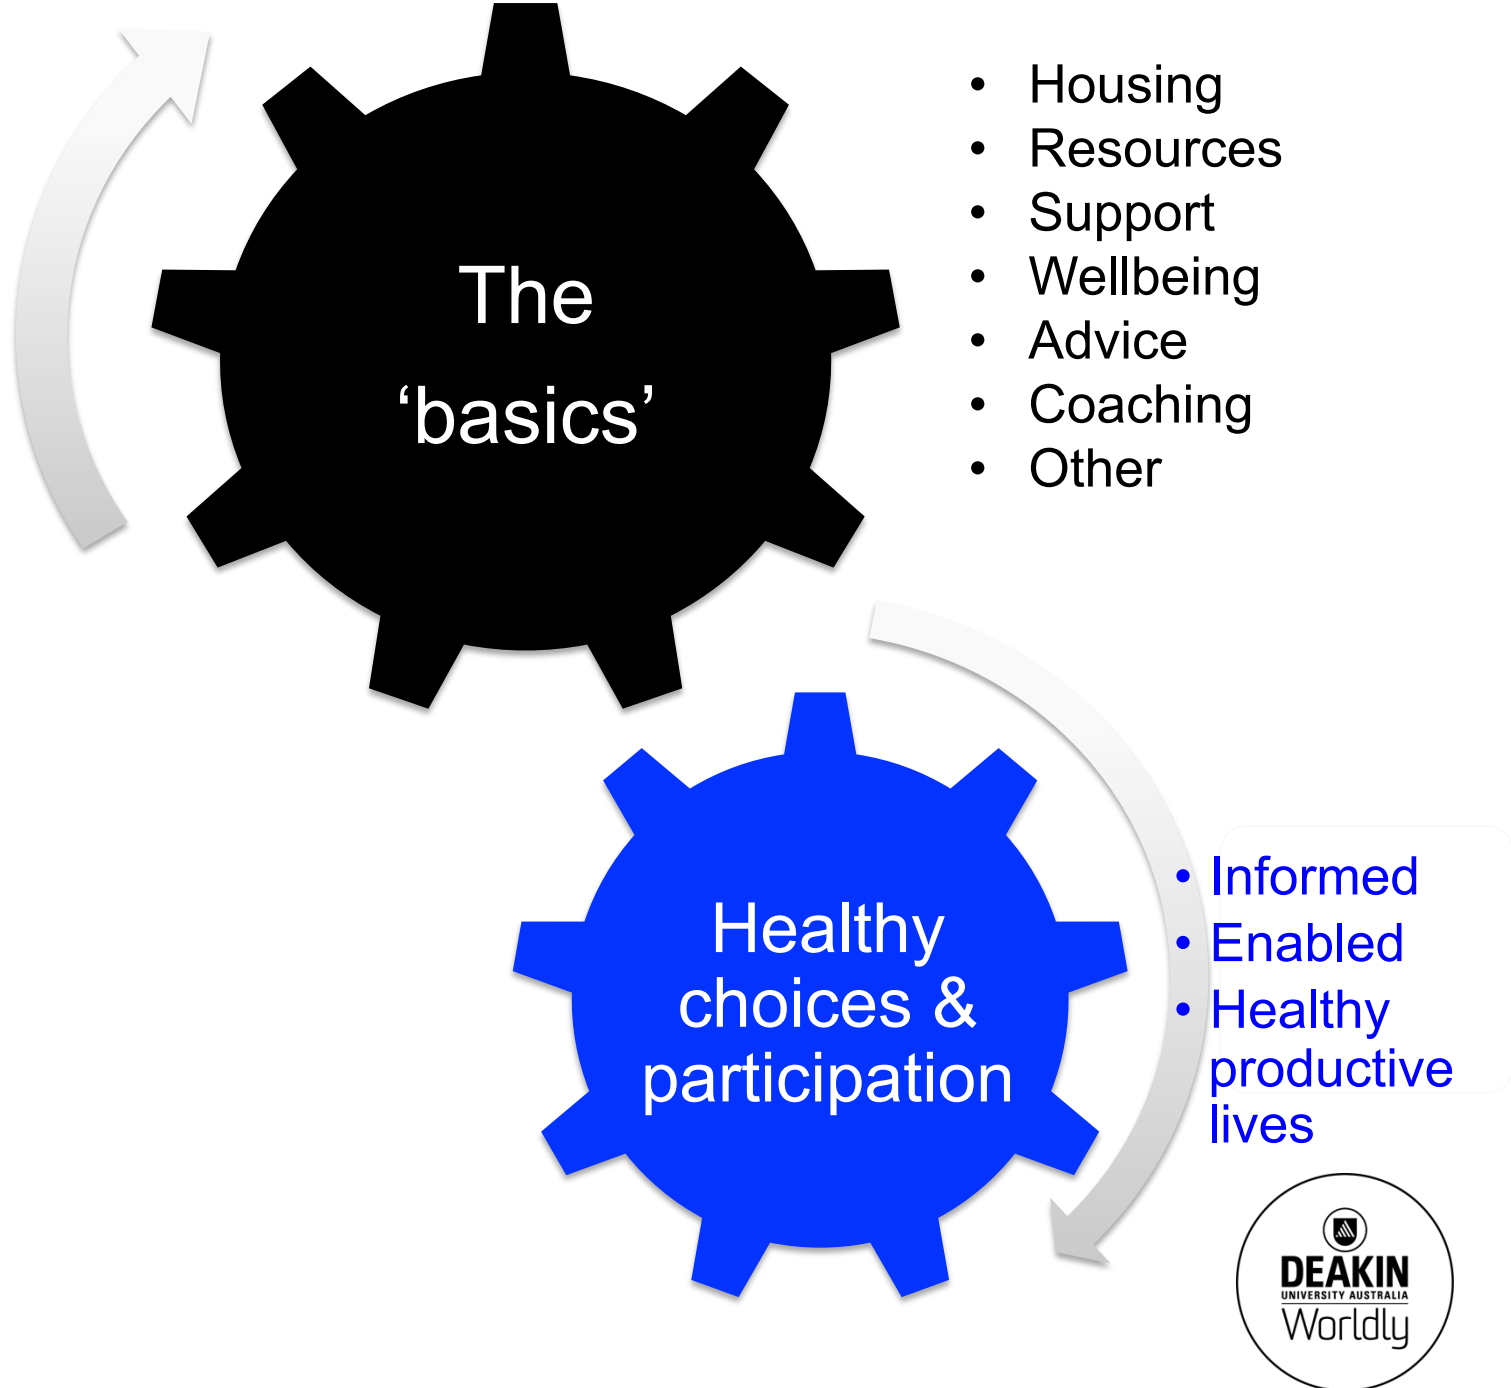 The
‘basics’
• Housing
• Resources
• Support
• Wellbeing
• Advice
• Coaching
• Other
Healthy
choices &
participation
• Informed
• Enabled
• Healthy
productive
lives
DEAKIN
UNIVERSITY AUSTRALIA
Worldly